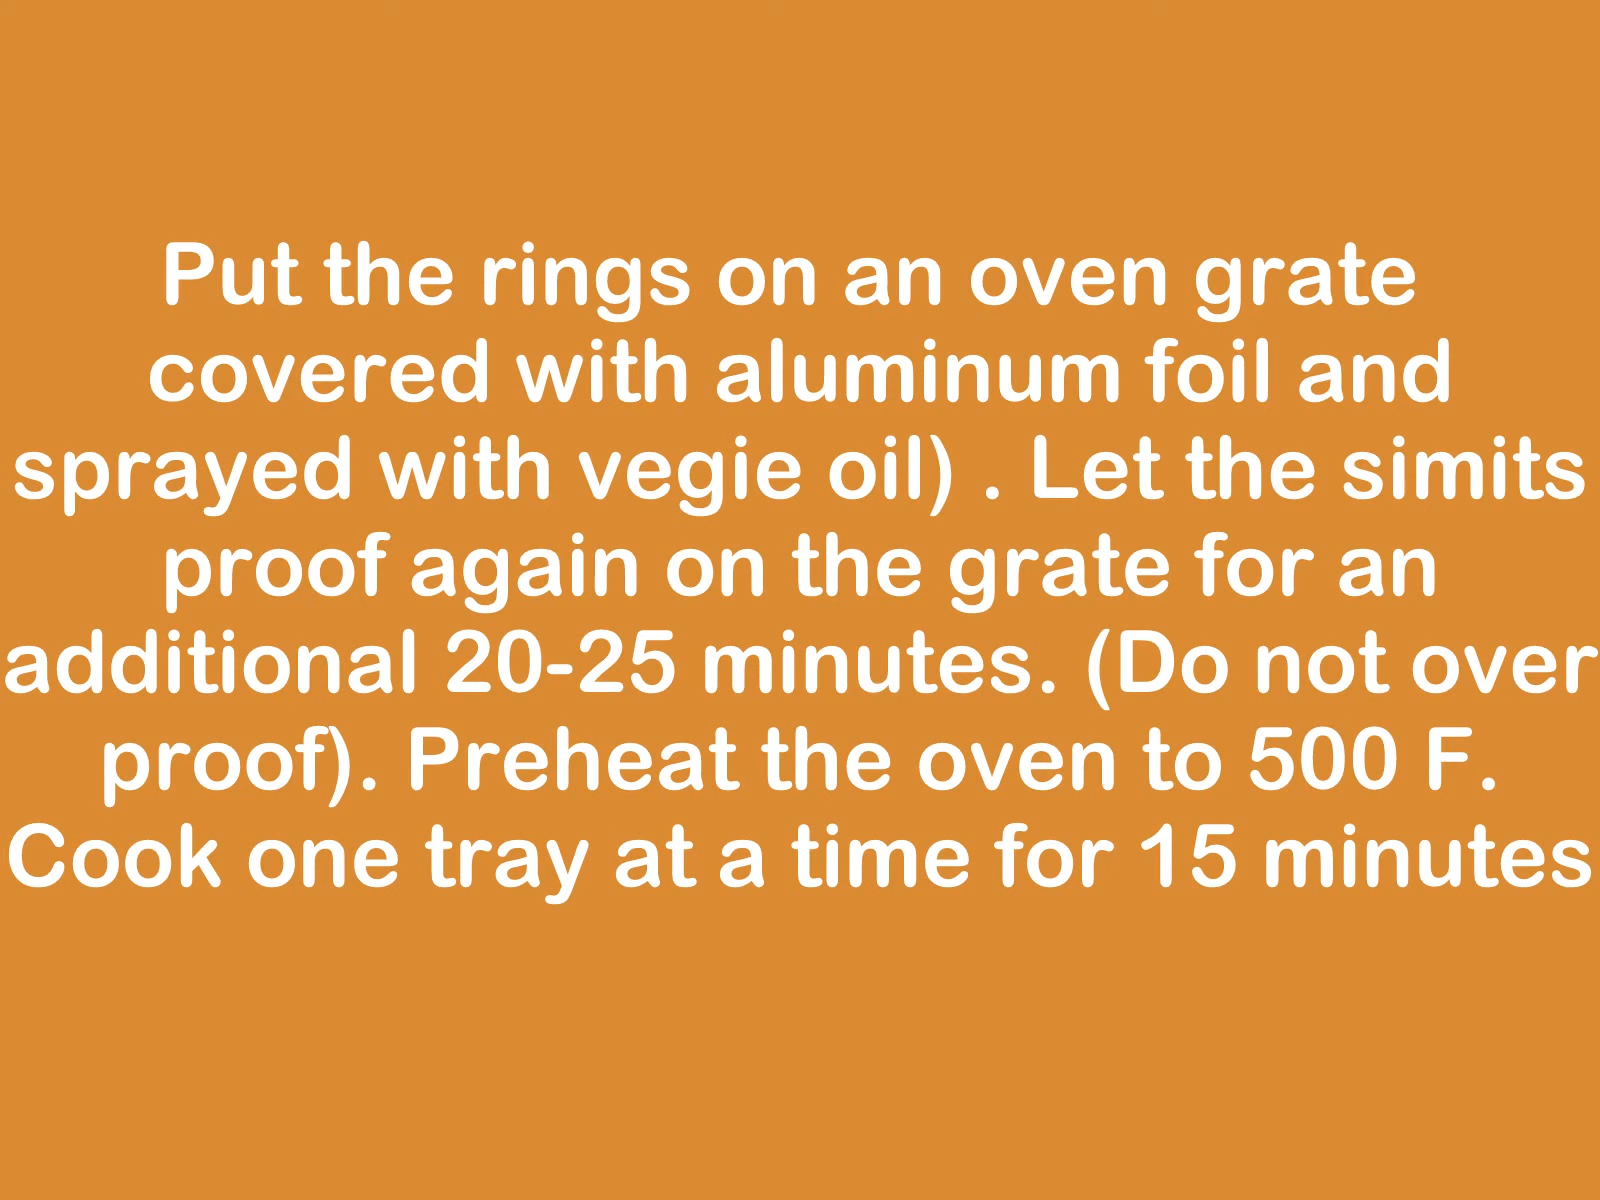 Put the rings on an oven grate
covered with aluminum foil and
sprayed with vegie oil) . Let the simits
proof again on the grate for an
additional 20-25 minutes. (Do not over
proof). Preheat the oven to 500 F.
Cook one tray at a time for 15 minutes